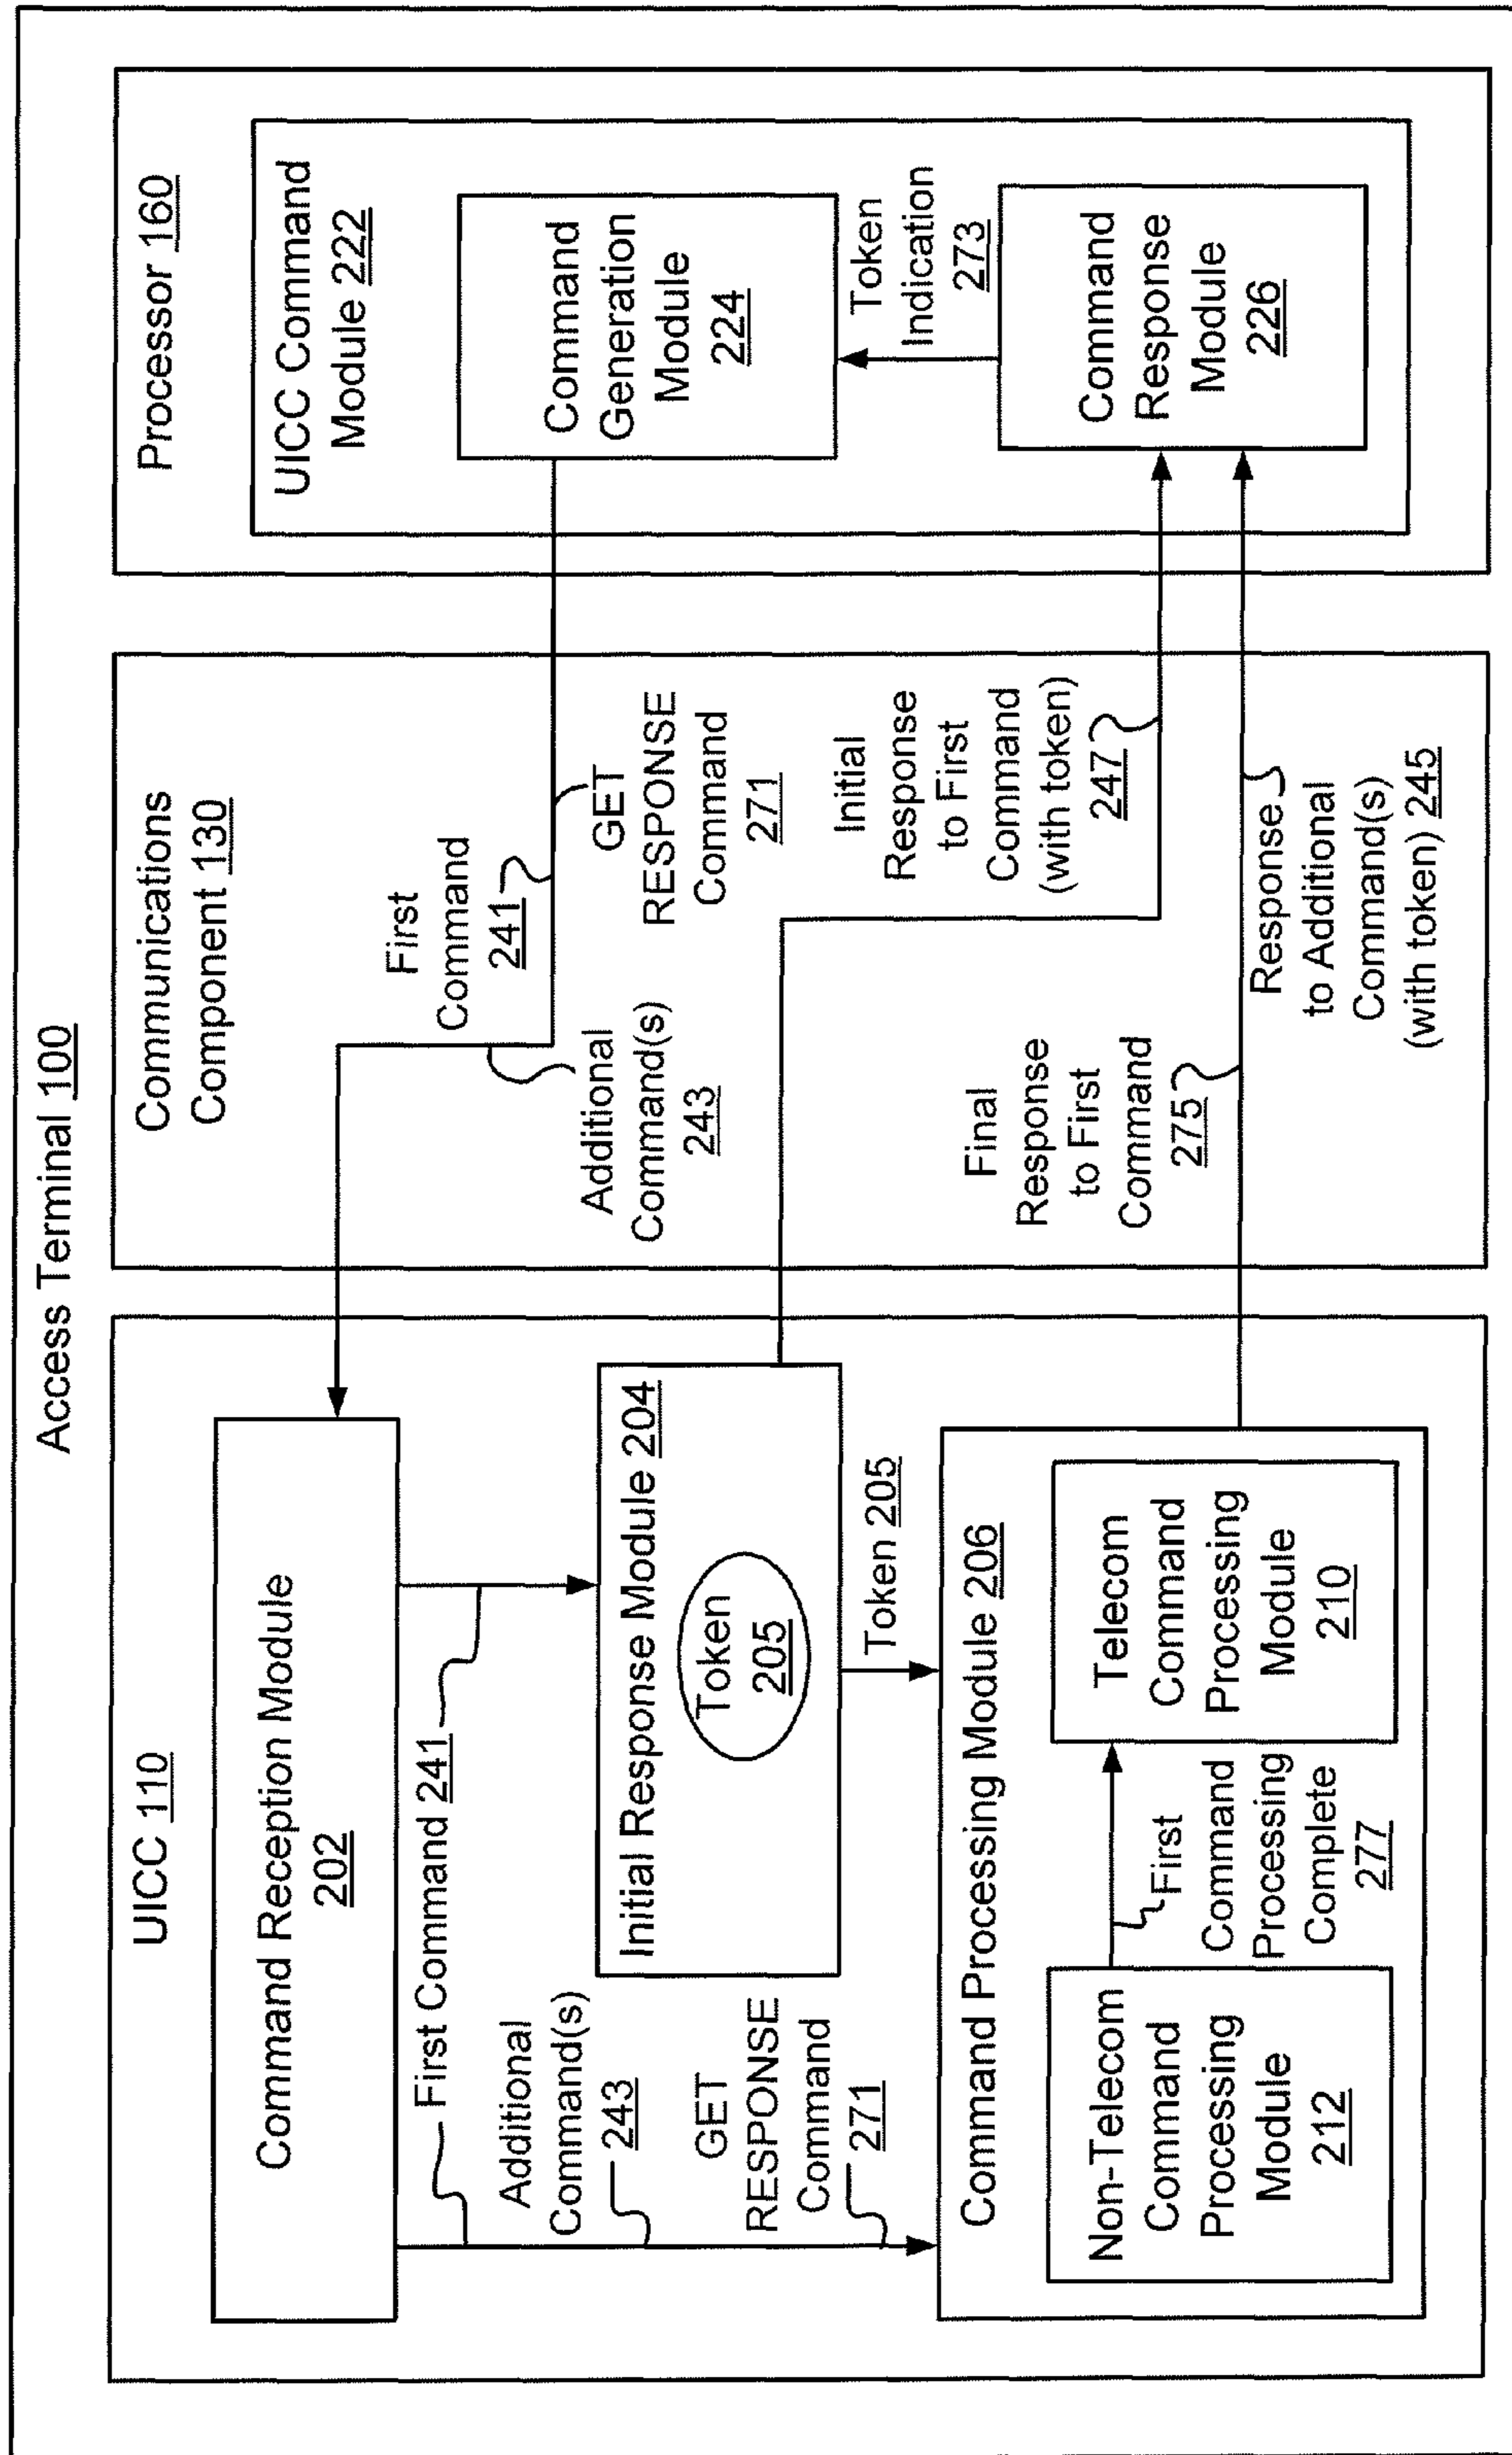 Access Terminal 100
UICC 110
Command Reception Module
202
First Command 241
Additional
Command(s)
243
GET
RESPONSE
Command
271
Initial Response Module 204
Token
205
Token 205
Command Processing Module 206
Non-Telecom
Command
Processing
Module
212
First
Command
Processing
Complete
277
Telecom
Command
Processing
Module
210
Communications
Component 130
First
Command
241
Additional
Command(s)
243
GET
RESPONSE
Command
271
Initial
Response
to First
Command
(with token)
247
Final
Response
to First
Command
275
Response
to Additional
Command(s)
(with token) 245
Processor 160
UICC Command
Module 222
Command
Generation
Module
224
Token
Indication
273
Command
Response
Module
226